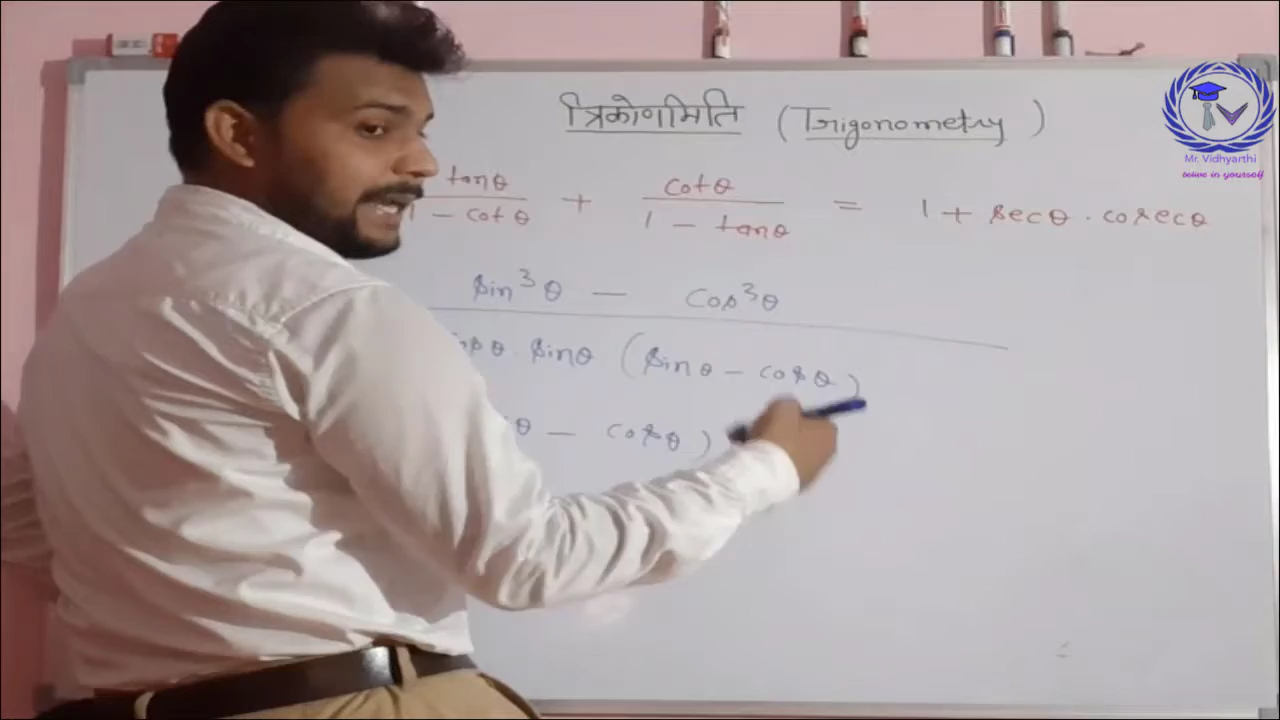 त्रिकोणमिति (Trigonometry)
tanθ / 1 - cotθ + cotθ / 1 - tanθ = 1 + secθ . cosecθ
sin³θ - cos³θ
cosθ . sinθ (sinθ - cosθ)
θ - cosθ)
Mr. Vidhyarthi
belive in yourself